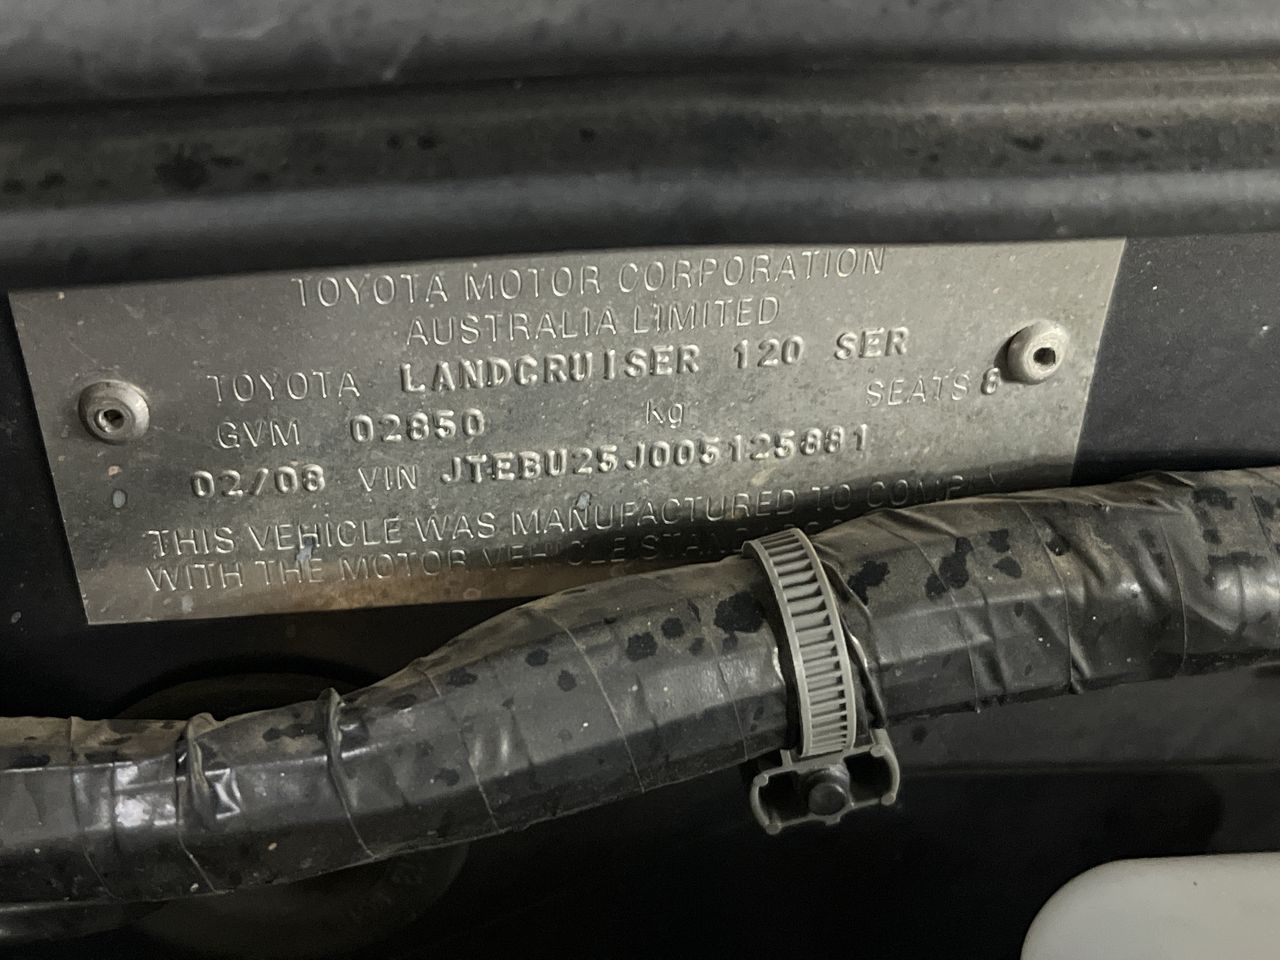 TOYOTA MOTOR CORPORATION
AUSTRALIA LIMITED
TOYOTA LANDCRUISER 120 SER
GVM 02850 kg SEATS 8
02/08 VIN JTEBU25J005125881
THIS VEHICLE WAS MANUFACTURED TO
WITH THE MOTOR VEHICLE